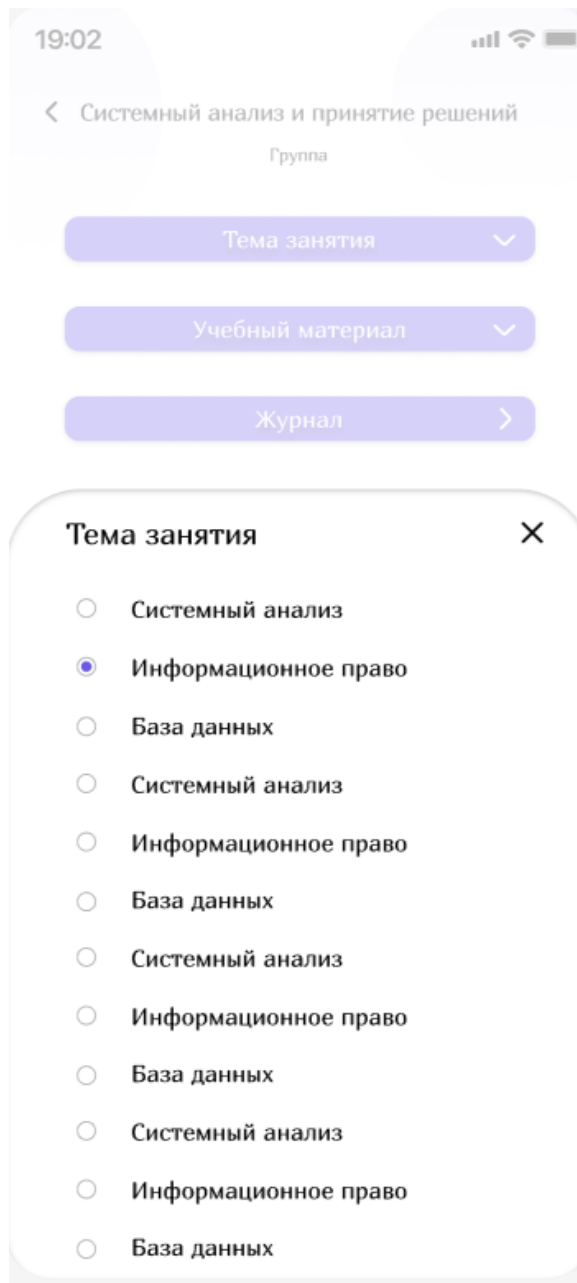 19:02
Системный анализ и принятие решений
Группа
Тема занятия
Учебный материал
Журнал
Тема занятия
Системный анализ
Информационное право
База данных
Системный анализ
Информационное право
База данных
Системный анализ
Информационное право
База данных
Системный анализ
Информационное право
База данных